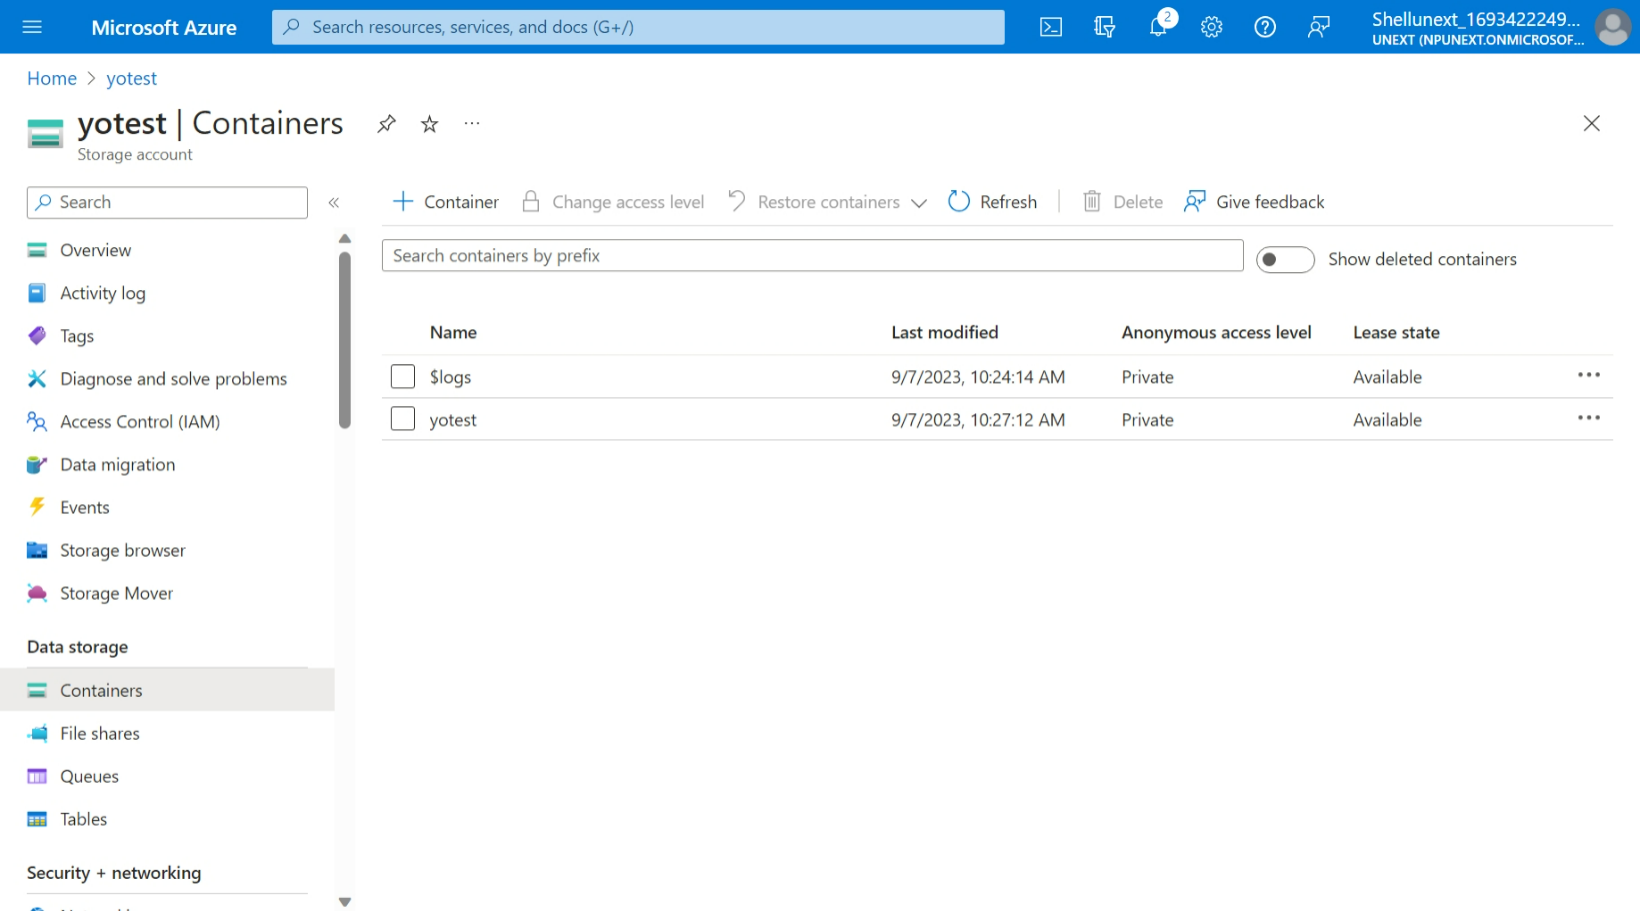 Microsoft Azure
Search resources, services, and docs (G+/)
2
Shellunext_1693422249...
UNEXT (NPUNEXT.ONMICROSOF...
Home > yotest
yotest | Containers
Storage account
Search
Container
Change access level
Restore containers
Refresh
Delete
Give feedback
Search containers by prefix
Show deleted containers
Overview
Activity log
Tags
Diagnose and solve problems
Access Control (IAM)
Data migration
Events
Storage browser
Storage Mover
Data storage
Containers
File shares
Queues
Tables
Security + networking
Name Last modified Anonymous access level Lease state
$logs 9/7/2023, 10:24:14 AM Private Available
yotest 9/7/2023, 10:27:12 AM Private Available